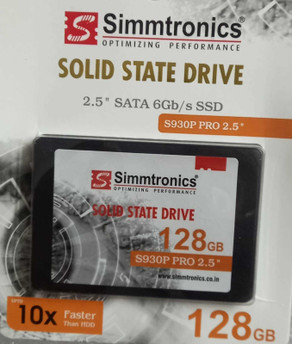 S Simmtronics®
OPTIMIZING PERFORMANCE
SOLID STATE DRIVE
2.5" SATA 6Gb/s SSD
S930P PRO 2.5"
S Simmtronics
OPTIMIZING PERFORMANCE
SOLID STATE DRIVE
128GB
S930P PRO 2.5"
www.simmtronics.co.in
10x Faster
Than HDD
128GB